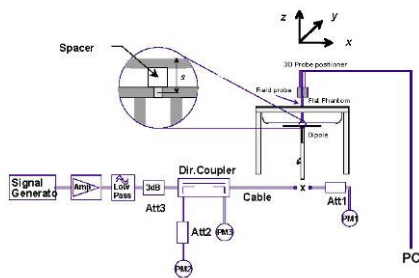 z
y
x
Spacer
s
3D Probe positioner
Field probe
Flat Phantom
Dipole
Signal
Generato
Amp
Low
Pass
3dB
Att3
Dir.Coupler
Cable
x
Att1
PM1
Att2
PM3
PM2
PC